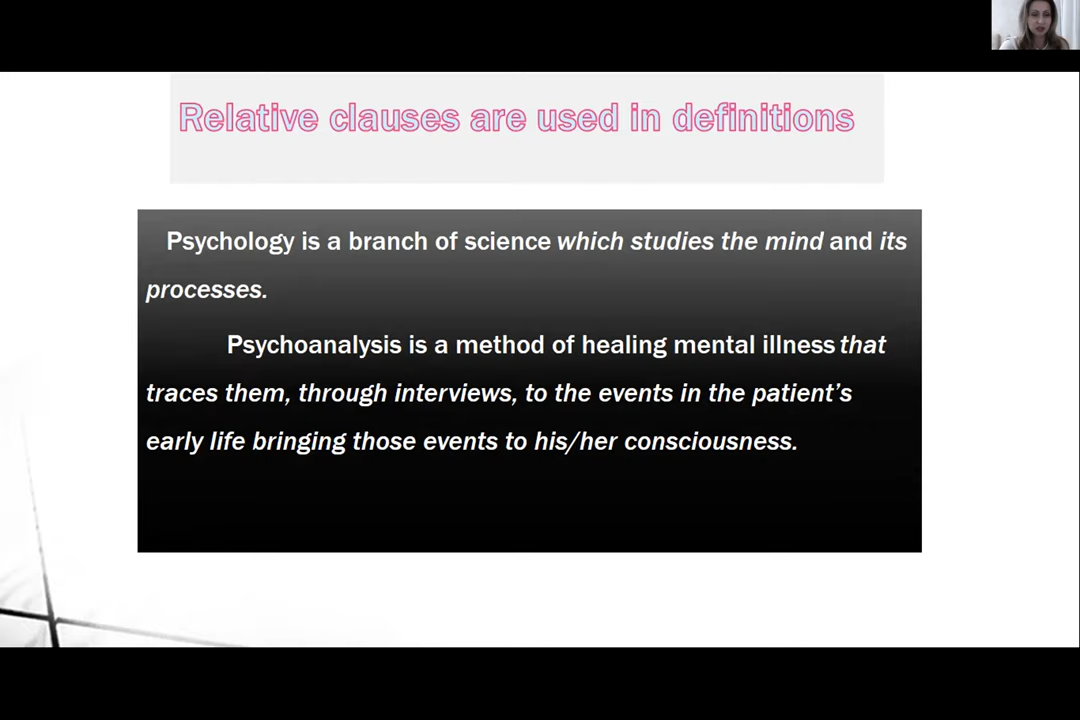 Relative clauses are used in definitions
Psychology is a branch of science which studies the mind and its
processes.
Psychoanalysis is a method of healing mental illness that
traces them, through interviews, to the events in the patient’s
early life bringing those events to his/her consciousness.